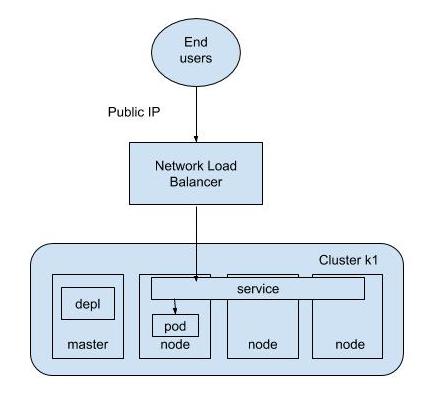 End
users
Public IP
Network Load
Balancer
Cluster k1
service
depl
pod
master
node
node
node